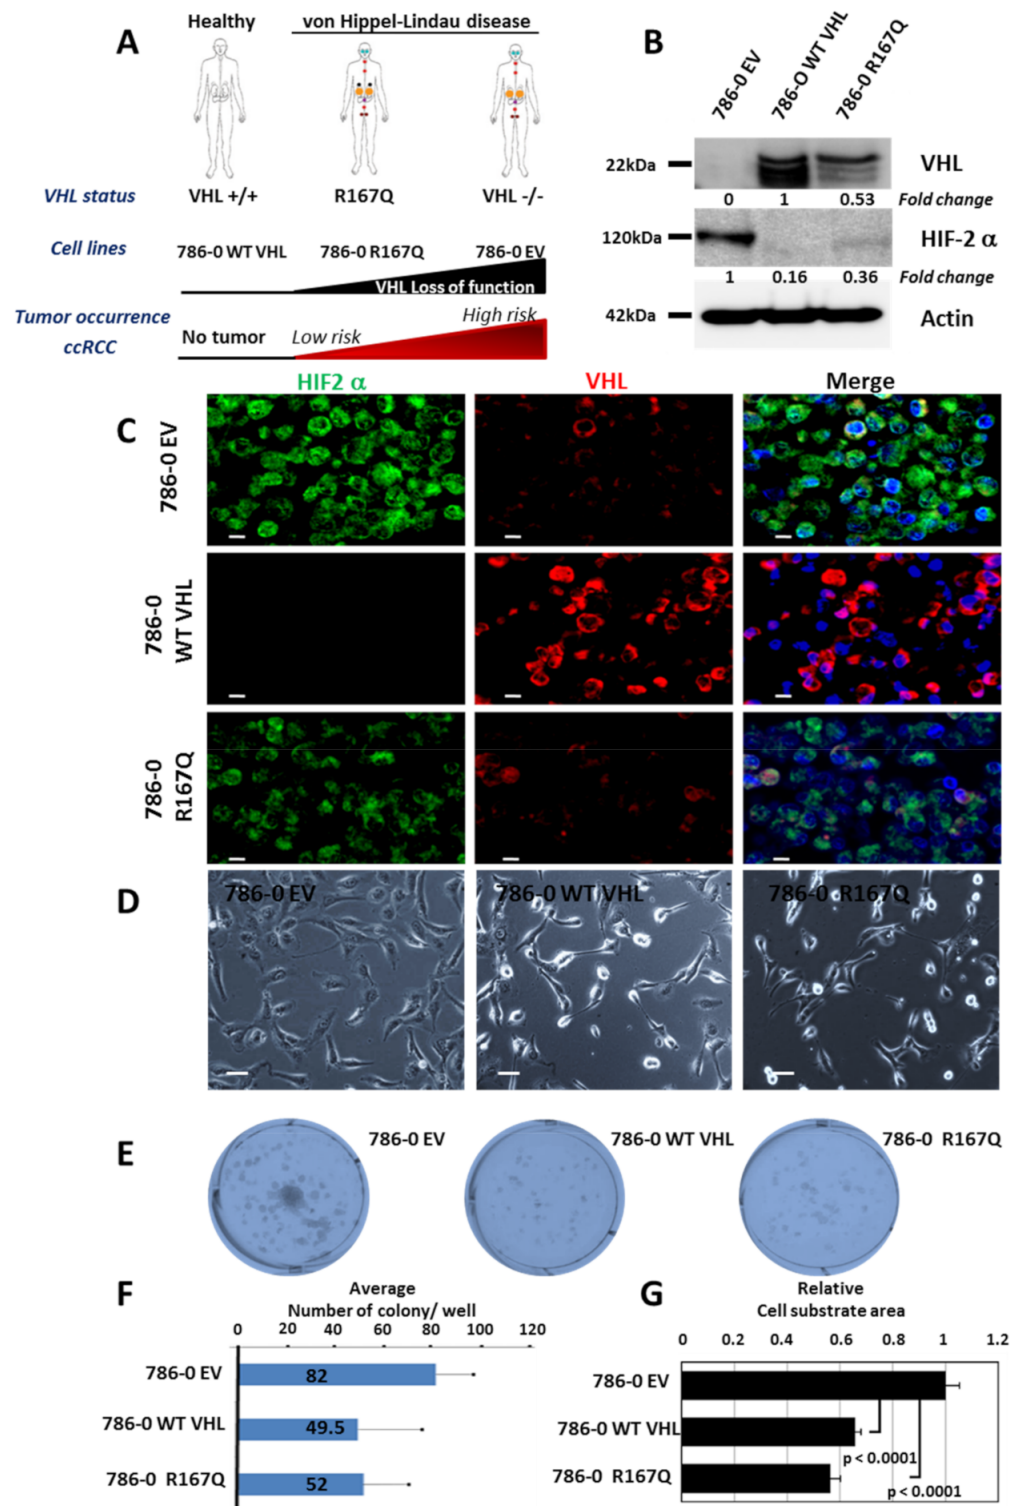 A
Healthy
von Hippel-Lindau disease
VHL status
VHL +/+
R167Q
VHL -/-
Cell lines
786-0 WT VHL
786-0 R167Q
786-0 EV
VHL Loss of function
Tumor occurrence
ccRCC
No tumor
Low risk
High risk
B
786-0 EV
786-O WT VHL
786-0 R167Q
22kDa
VHL
0 1 0.53 Fold change
120kDa
HIF-2 α
1 0.16 0.36 Fold change
42kDa
Actin
C
HIF2 α
VHL
Merge
786-0 EV
786-0
WT VHL
786-0
R167Q
D
786-0 EV
786-0 WT VHL
786-0 R167Q
E
786-0 EV
786-0 WT VHL
786-0 R167Q
F
Average
Number of colony/ well
0 20 40 60 80 100 120
786-0 EV
82
786-0 WT VHL
49.5
786-0 R167Q
52
G
Relative
Cell substrate area
0 0.2 0.4 0.6 0.8 1 1.2
786-0 EV
786-0 WT VHL
p < 0.0001
786-0 R167Q
p < 0.0001